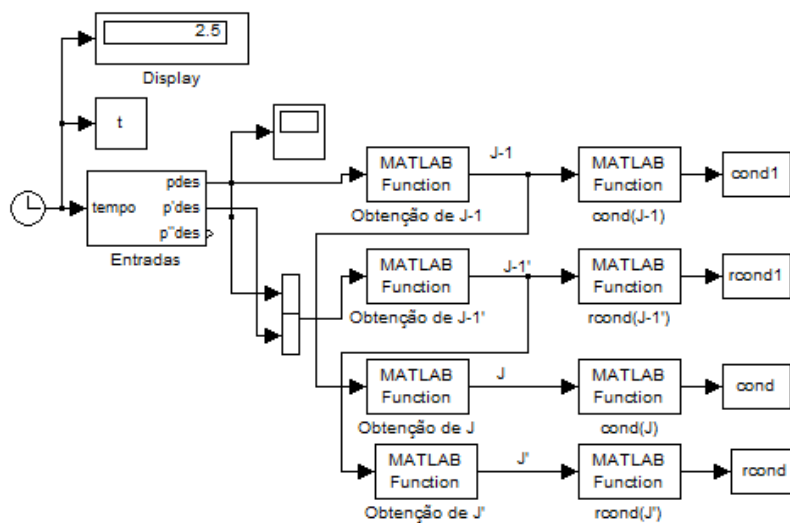 2.5
Display
t
tempo
pdes
p'des
p''des
Entradas
MATLAB
Function
Obtenção de J-1
J-1
MATLAB
Function
cond(J-1)
cond1
MATLAB
Function
Obtenção de J-1'
J-1'
MATLAB
Function
rcond(J-1')
rcond1
MATLAB
Function
Obtenção de J
J
MATLAB
Function
cond(J)
cond
MATLAB
Function
Obtenção de J'
J'
MATLAB
Function
rcond(J')
rcond